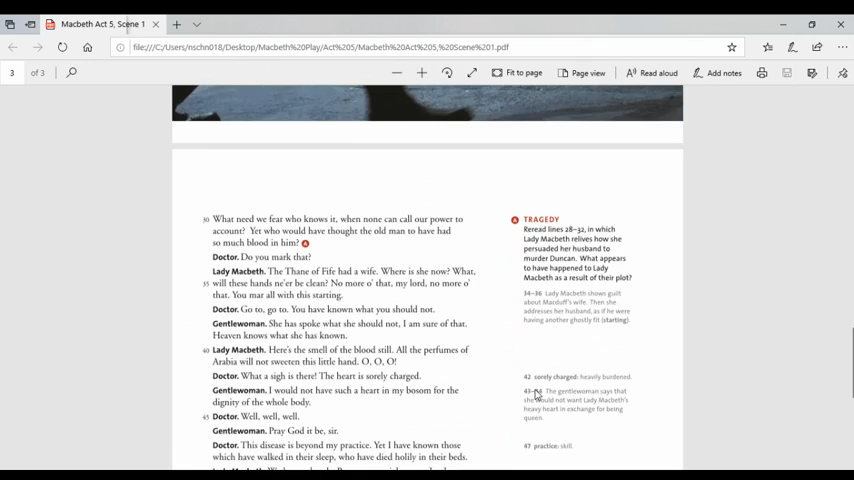 Macbeth Act 5, Scene 1
file:///C:/Users/nschn018/Desktop/Macbeth%20Play/Act%205/Macbeth%20Act%205,%20Scene%201.pdf
3 of 3 Fit to page Page view Read aloud Add notes
30 What need we fear who knows it, when none can call our power to
account? Yet who would have thought the old man to have had
so much blood in him? A
Doctor. Do you mark that?
Lady Macbeth. The Thane of Fife had a wife. Where is she now? What,
35 will these hands ne'er be clean? No more o' that, my lord, no more o'
that. You mar all with this starting.
Doctor. Go to, go to. You have known what you should not.
Gentlewoman. She has spoke what she should not, I am sure of that.
Heaven knows what she has known.
40 Lady Macbeth. Here's the smell of the blood still. All the perfumes of
Arabia will not sweeten this little hand. O, O, O!
Doctor. What a sigh is there! The heart is sorely charged.
Gentlewoman. I would not have such a heart in my bosom for the
dignity of the whole body.
45 Doctor. Well, well, well.
Gentlewoman. Pray God it be, sir.
Doctor. This disease is beyond my practice. Yet I have known those
which have walked in their sleep, who have died holily in their beds.
A TRAGEDY
Reread lines 28–32, in which
Lady Macbeth relives how she
persuaded her husband to
murder Duncan. What appears
to have happened to Lady
Macbeth as a result of their plot?
34–36 Lady Macbeth shows guilt
about Macduff's wife. Then she
addresses her husband, as if he were
having another ghostly fit (starting).
42 sorely charged: heavily burdened.
43–44 The gentlewoman says that
she would not want Lady Macbeth's
heavy heart in exchange for being
queen.
47 practice: skill.